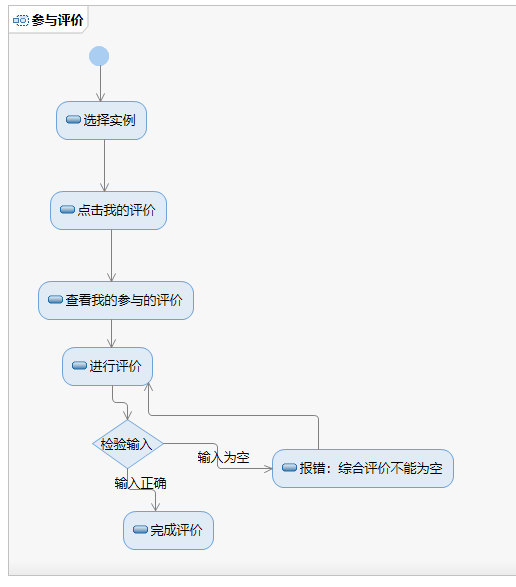 参与评价
选择实例
点击我的评价
查看我的参与的评价
进行评价
检验输入
输入为空
报错：综合评价不能为空
输入正确
完成评价